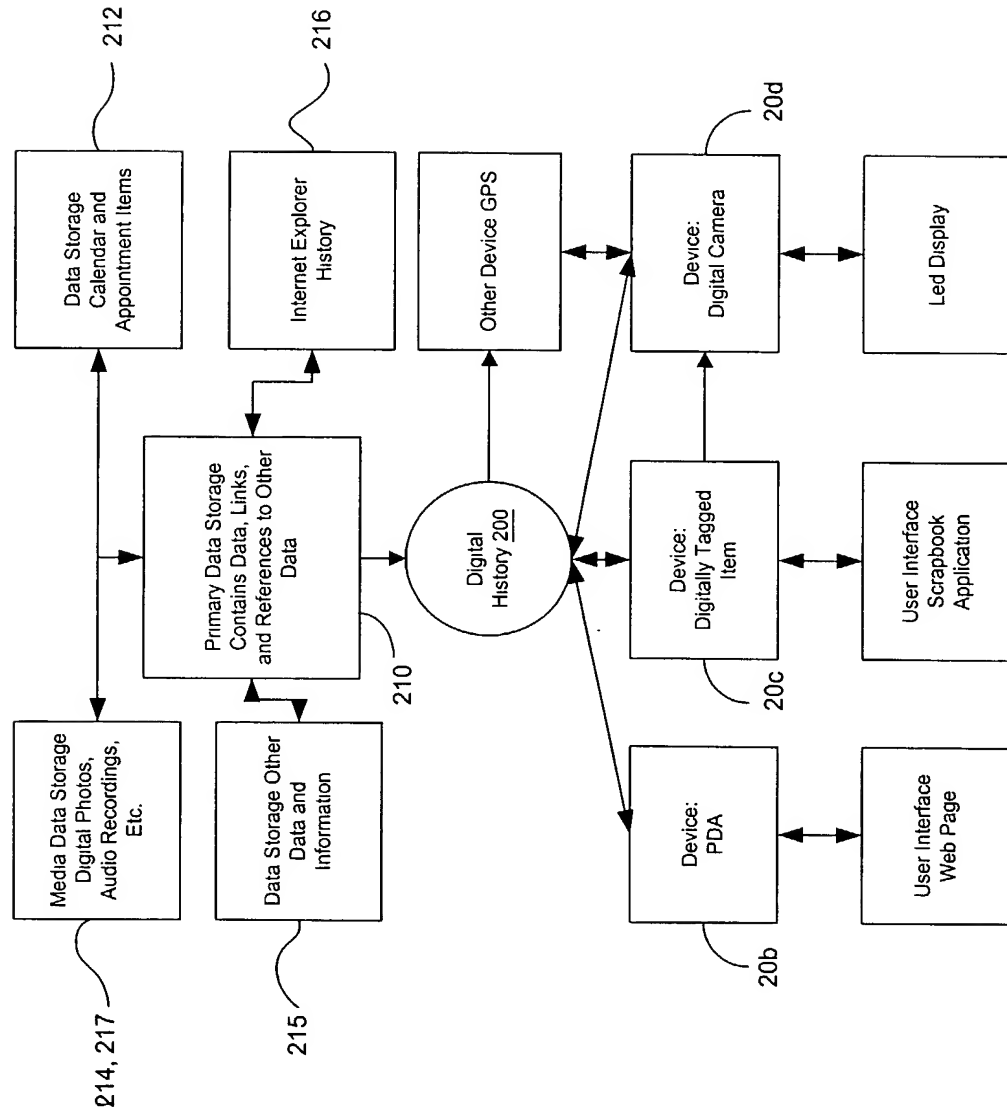 214, 217
Media Data Storage
Digital Photos,
Audio Recordings,
Etc.
Data Storage
Calendar and
Appointment Items
212
215
Data Storage Other
Data and
Information
Primary Data Storage
Contains Data, Links,
and References to Other
Data
210
Internet Explorer
History
216
Digital
History 200
Other Device GPS
20b
Device:
PDA
20c
Device:
Digitally Tagged
Item
Device:
Digital Camera
20d
User Interface
Web Page
User Interface
Scrapbook
Application
Led Display